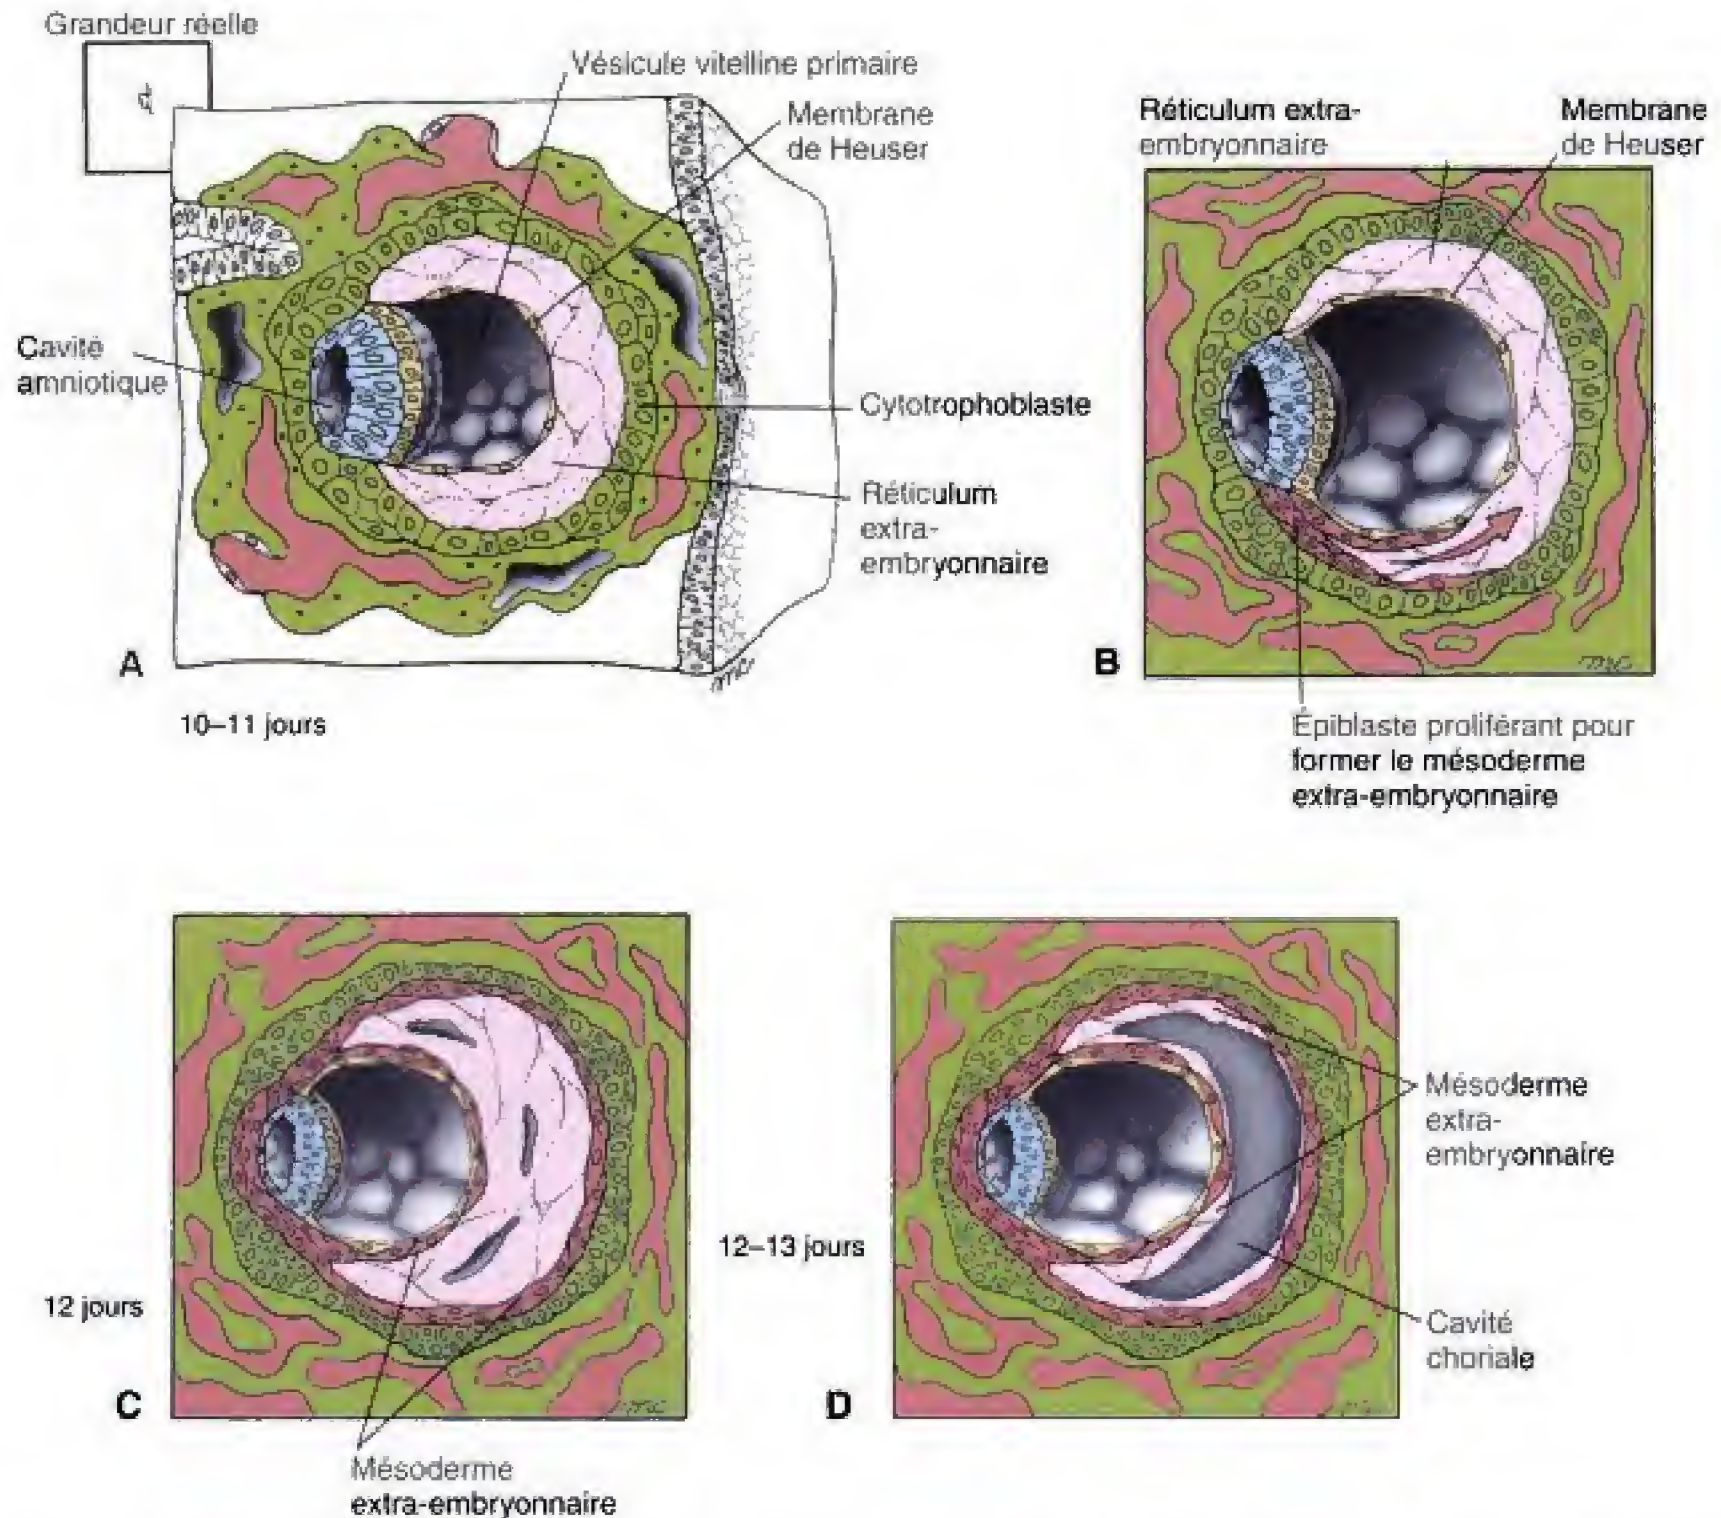 Grandeur réelle
Vésicule vitelline primaire
Membrane
de Heuser
Cavité
amniotique
Cytotrophoblaste
Réticulum
extra-
embryonnaire
A
10–11 jours
Réticulum extra-
embryonnaire
Membrane
de Heuser
B
Épiblaste proliférant pour
former le mésoderme
extra-embryonnaire
12 jours
C
Mésoderme
extra-embryonnaire
12–13 jours
D
Mésoderme
extra-
embryonnaire
Cavité
choriale